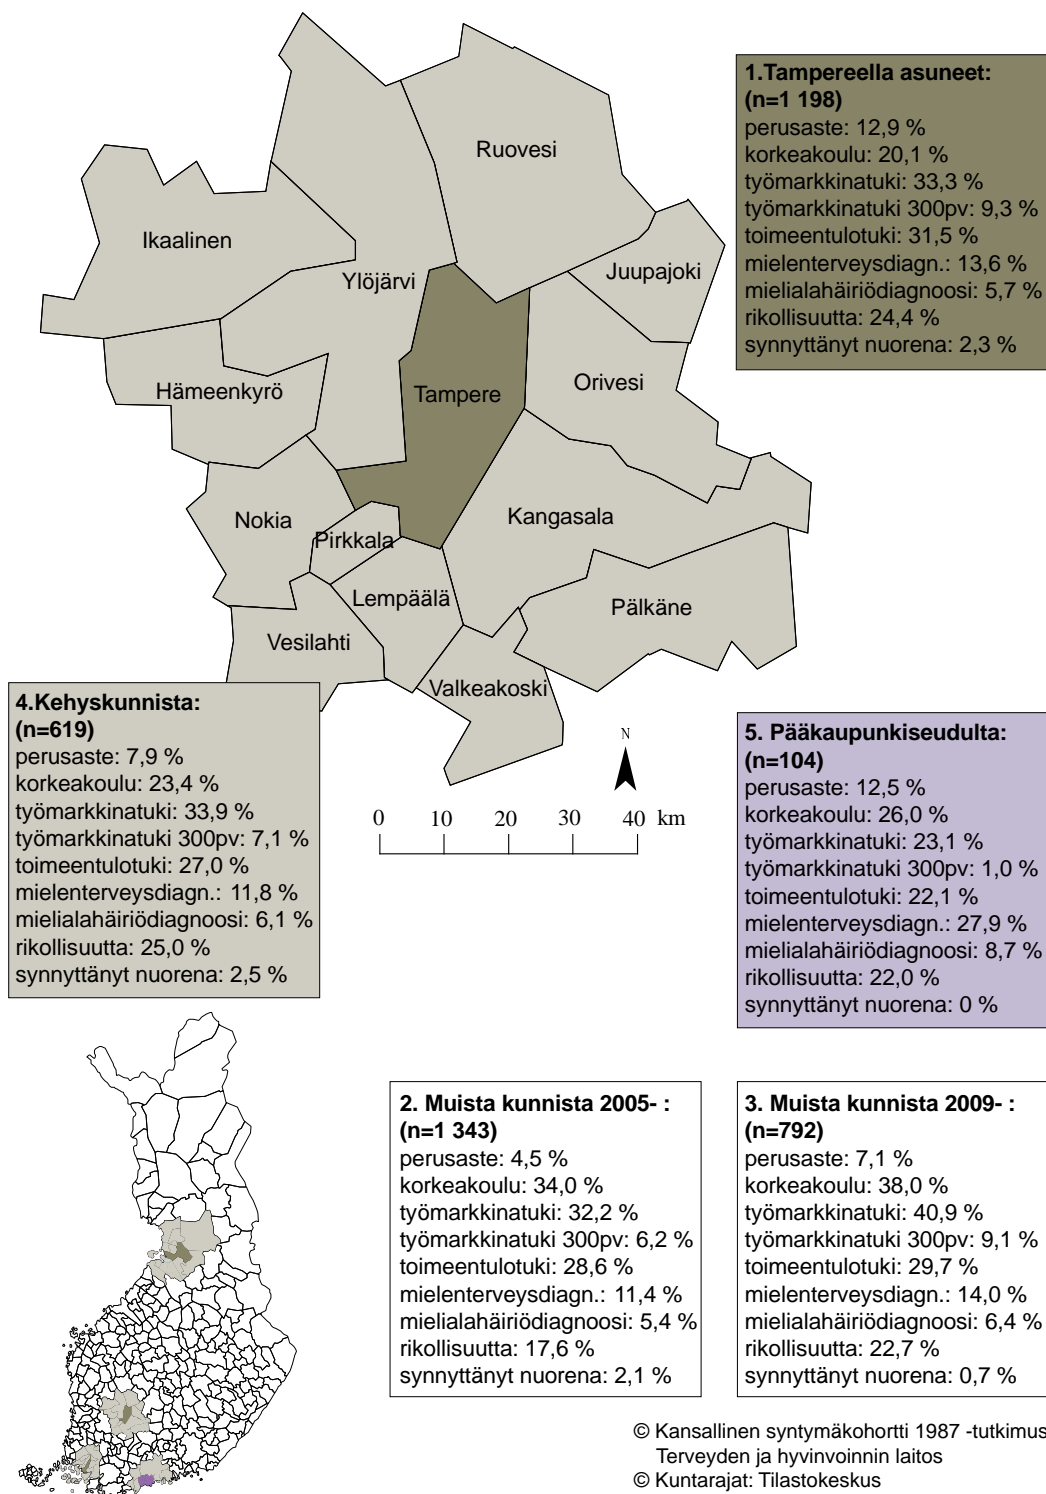 1.Tampereella asuneet:
(n=1 198)
perusaste: 12,9 %
korkeakoulu: 20,1 %
työmarkkinatuki: 33,3 %
työmarkkinatuki 300pv: 9,3 %
toimeentulotuki: 31,5 %
mielenterveysdiagn.: 13,6 %
mielialahäiriödiagnoosi: 5,7 %
rikollisuutta: 24,4 %
synnyttänyt nuorena: 2,3 %
Ruovesi
Ikaalinen
Ylöjärvi
Juupajoki
Hämeenkyrö
Tampere
Orivesi
Nokia
Pirkkala
Kangasala
Lempäälä
Pälkäne
Vesilahti
Valkeakoski
4.Kehyskunnista:
(n=619)
perusaste: 7,9 %
korkeakoulu: 23,4 %
työmarkkinatuki: 33,9 %
työmarkkinatuki 300pv: 7,1 %
toimeentulotuki: 27,0 %
mielenterveysdiagn.: 11,8 %
mielialahäiriödiagnoosi: 6,1 %
rikollisuutta: 25,0 %
synnyttänyt nuorena: 2,5 %
N
0 10 20 30 40 km
5. Pääkaupunkiseudulta:
(n=104)
perusaste: 12,5 %
korkeakoulu: 26,0 %
työmarkkinatuki: 23,1 %
työmarkkinatuki 300pv: 1,0 %
toimeentulotuki: 22,1 %
mielenterveysdiagn.: 27,9 %
mielialahäiriödiagnoosi: 8,7 %
rikollisuutta: 22,0 %
synnyttänyt nuorena: 0 %
2. Muista kunnista 2005- :
(n=1 343)
perusaste: 4,5 %
korkeakoulu: 34,0 %
työmarkkinatuki: 32,2 %
työmarkkinatuki 300pv: 6,2 %
toimeentulotuki: 28,6 %
mielenterveysdiagn.: 11,4 %
mielialahäiriödiagnoosi: 5,4 %
rikollisuutta: 17,6 %
synnyttänyt nuorena: 2,1 %
3. Muista kunnista 2009- :
(n=792)
perusaste: 7,1 %
korkeakoulu: 38,0 %
työmarkkinatuki: 40,9 %
työmarkkinatuki 300pv: 9,1 %
toimeentulotuki: 29,7 %
mielenterveysdiagn.: 14,0 %
mielialahäiriödiagnoosi: 6,4 %
rikollisuutta: 22,7 %
synnyttänyt nuorena: 0,7 %
© Kansallinen syntymäkohortti 1987 -tutkimus
Terveyden ja hyvinvoinnin laitos
© Kuntarajat: Tilastokeskus